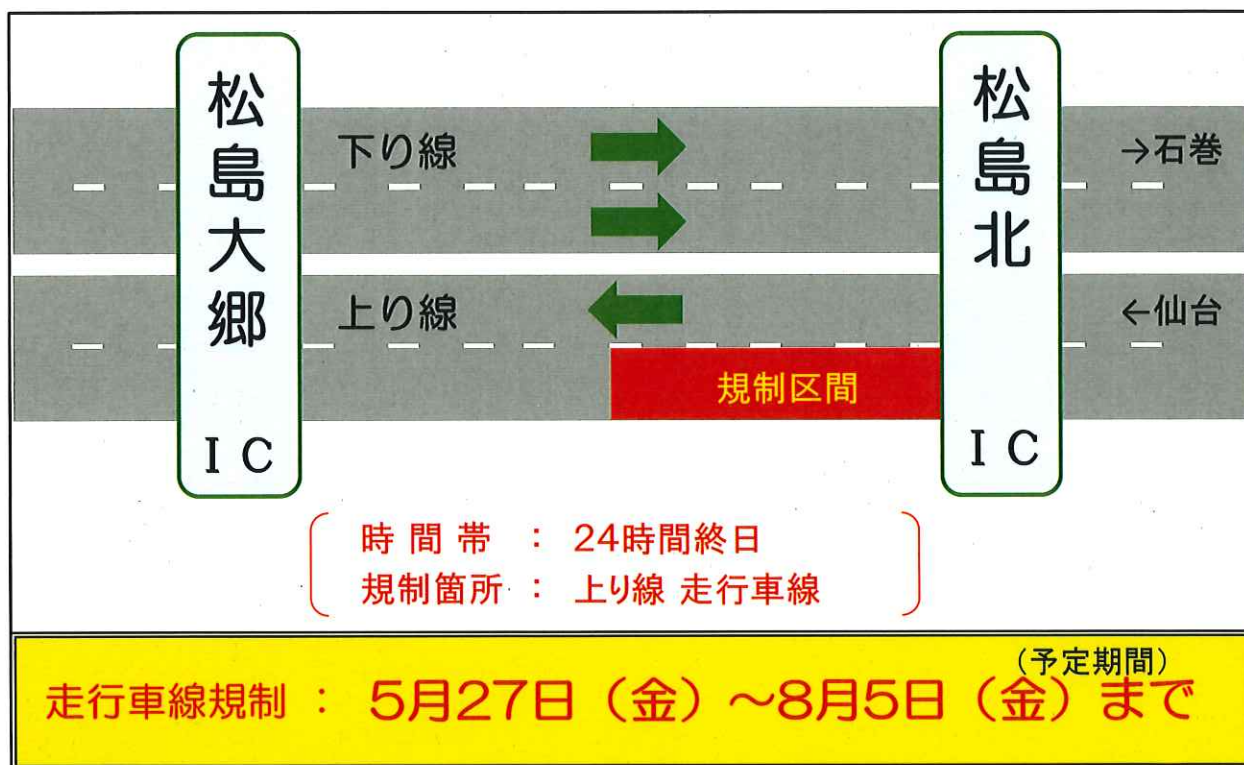 松島大郷 IC
松島北 IC
下り線
→石巻
上り線
←仙台
規制区間
時間帯 : 24時間終日
規制箇所 : 上り線 走行車線
(予定期間)
走行車線規制 : 5月27日(金)~8月5日(金)まで